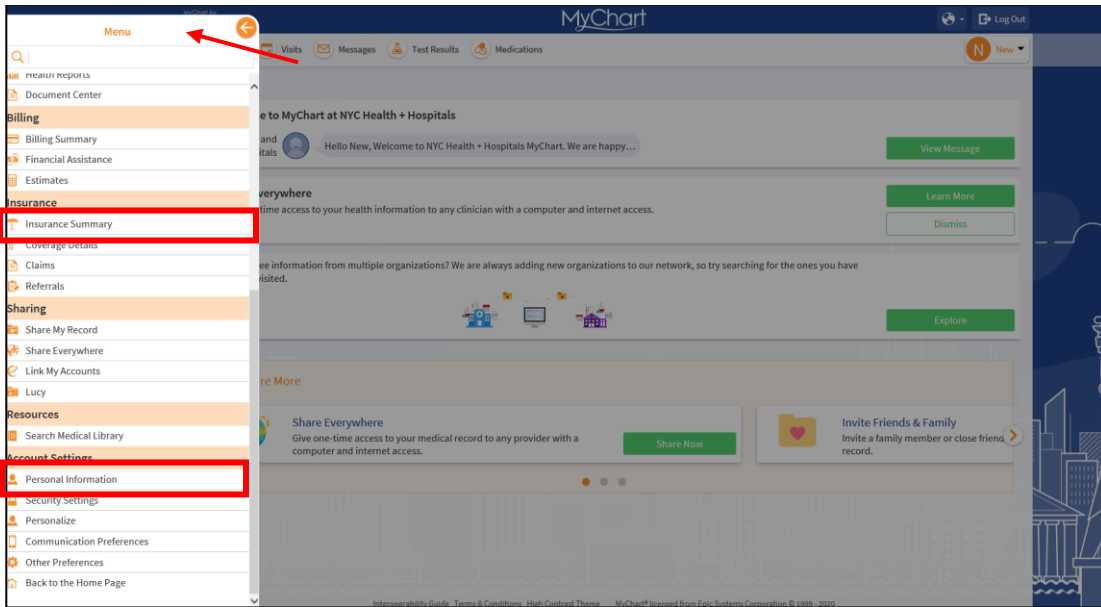 MyChart by
MyChart
Log Out
Menu
Visits
Messages
Test Results
Medications
N
New
Health Reports
Document Center
Billing
Billing Summary
Financial Assistance
Estimates
Insurance
Insurance Summary
Coverage Details
Claims
Referrals
Sharing
Share My Record
Share Everywhere
Link My Accounts
Lucy
Resources
Search Medical Library
Account Settings
Personal Information
Security Settings
Personalize
Communication Preferences
Other Preferences
Back to the Home Page
e to MyChart at NYC Health + Hospitals
and
itals
Hello New, Welcome to NYC Health + Hospitals MyChart. We are happy...
View Message
verywhere
time access to your health information to any clinician with a computer and internet access.
Learn More
Dismiss
ee information from multiple organizations? We are always adding new organizations to our network, so try searching for the ones you have
visited.
Explore
re More
Share Everywhere
Give one-time access to your medical record to any provider with a
computer and internet access.
Share Now
Invite Friends & Family
Invite a family member or close friend
record.
Interoperability Guide Terms & Conditions High Contrast Theme MyChart® licensed from Epic Systems Corporation © 1999 - 2020